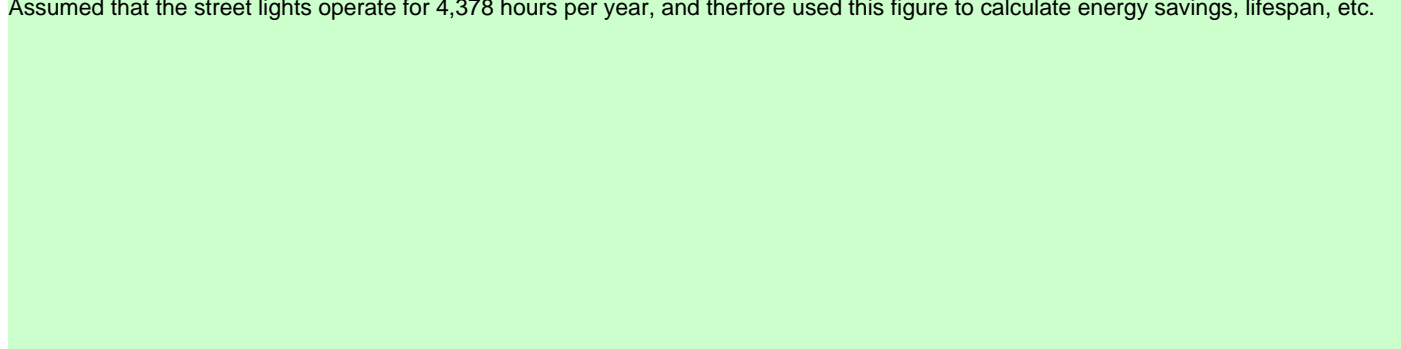 Assumed that the street lights operate for 4,378 hours per year, and therfore used this figure to calculate energy savings, lifespan, etc.